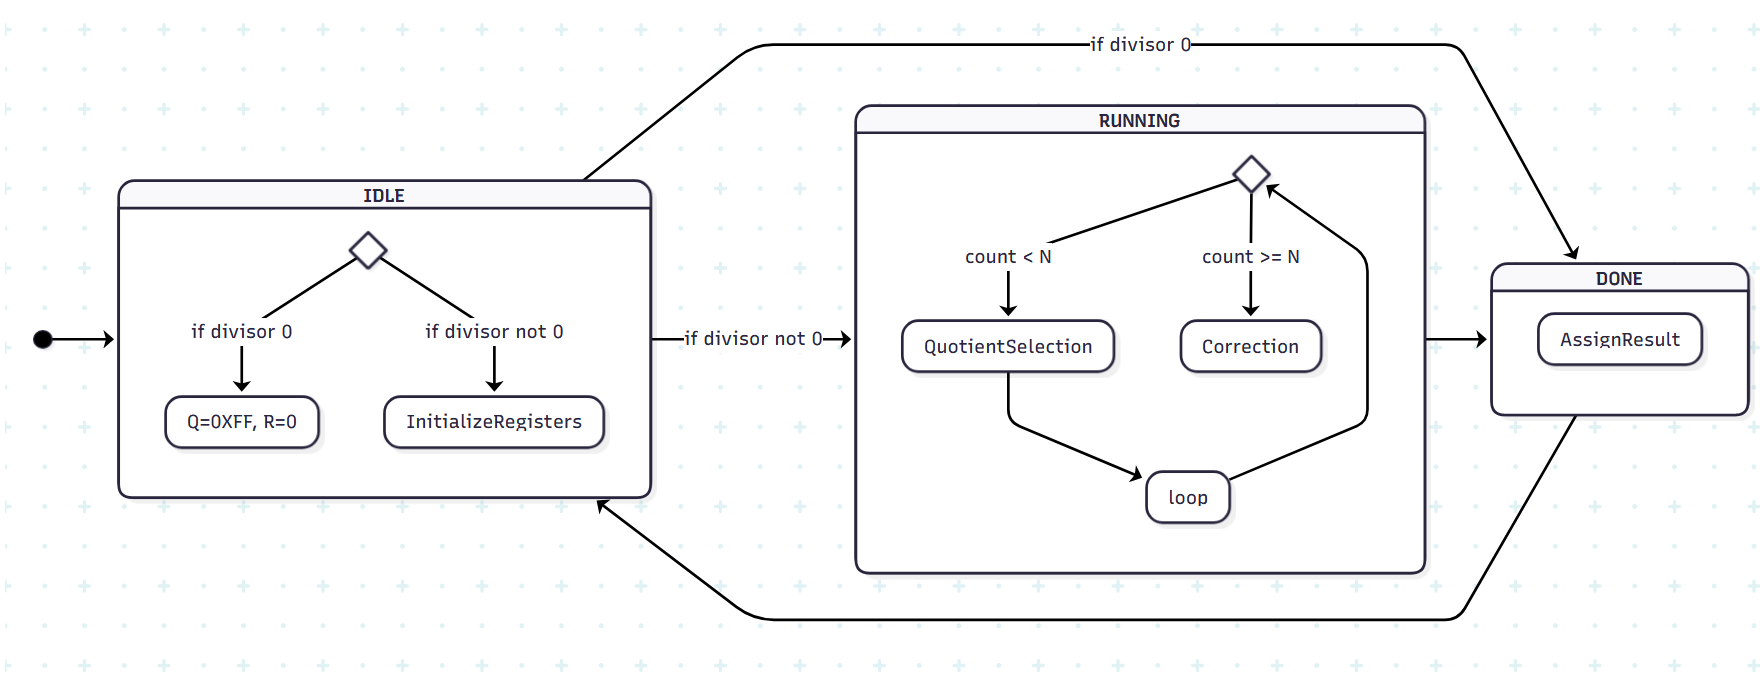 if divisor 0
RUNNING
IDLE
count < N
count >= N
DONE
if divisor 0
if divisor not 0
if divisor not 0
QuotientSelection
Correction
AssignResult
Q=0XFF, R=0
InitializeRegisters
loop